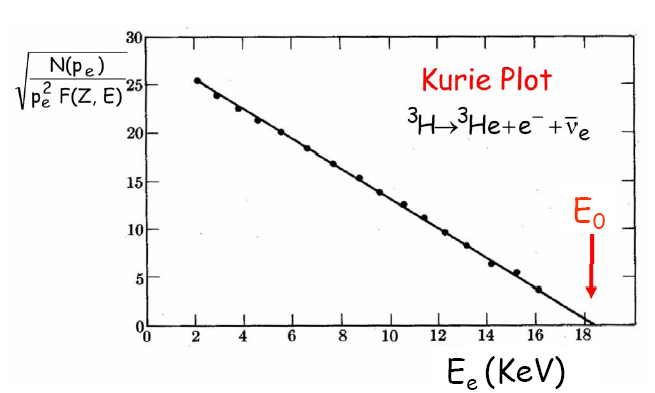 30
25
20
15
10
5
0
√(N(pₑ) / pₑ² F(Z, E))
Kurie Plot
³H→³He+e⁻+ν̄ₑ
E₀
0 2 4 6 8 10 12 14 16 18
Eₑ (KeV)